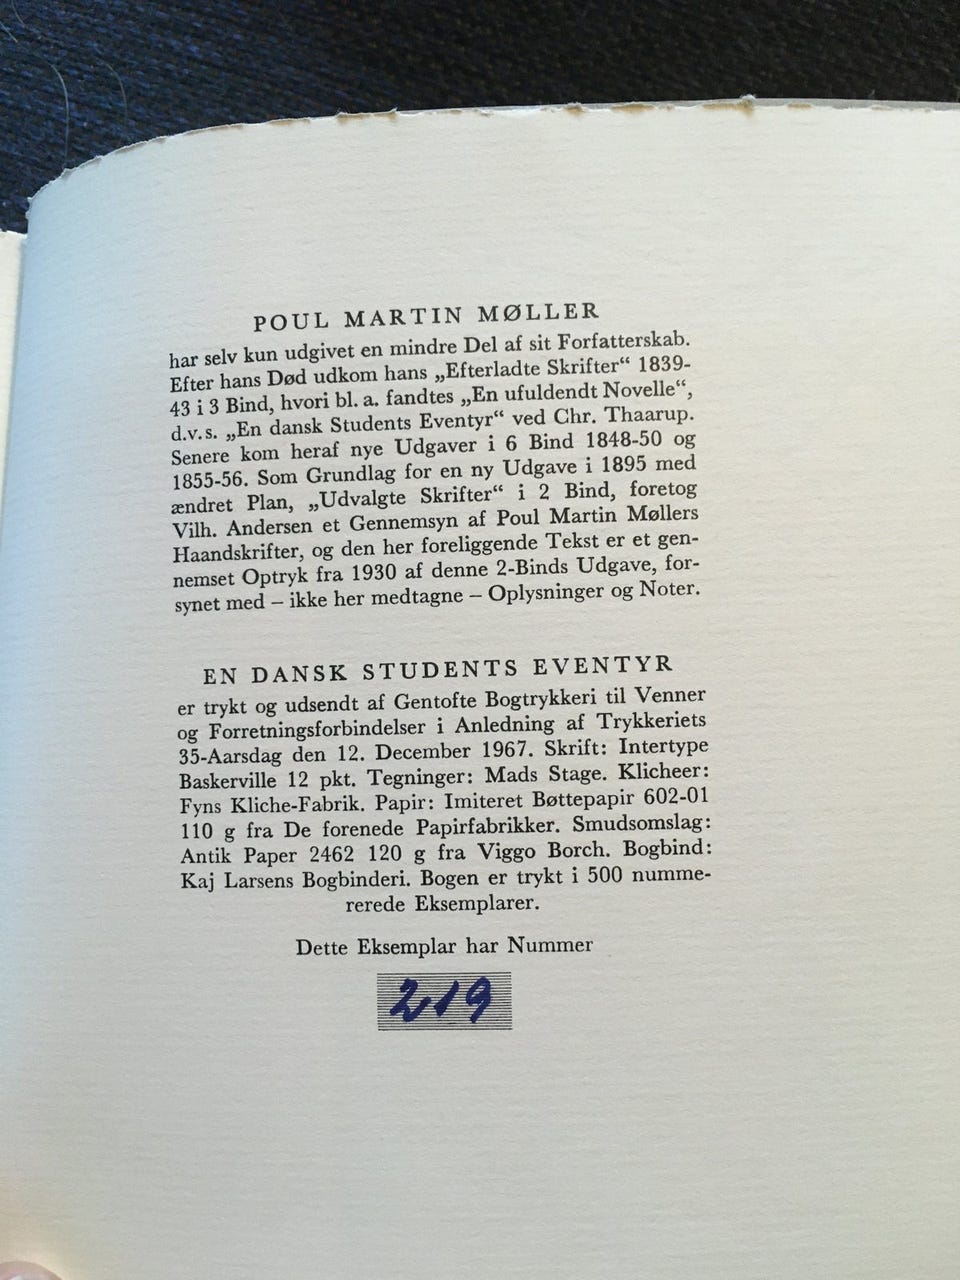 POUL MARTIN MØLLER
har selv kun udgivet en mindre Del af sit Forfatterskab.
Efter hans Død udkom hans „Efterladte Skrifter“ 1839-
43 i 3 Bind, hvori bl. a. fandtes „En ufuldendt Novelle“,
d.v.s. „En dansk Students Eventyr“ ved Chr. Thaarup.
Senere kom heraf nye Udgaver i 6 Bind 1848-50 og
1855-56. Som Grundlag for en ny Udgave i 1895 med
ændret Plan, „Udvalgte Skrifter“ i 2 Bind, foretog
Vilh. Andersen et Gennemsyn af Poul Martin Møllers
Haandskrifter, og den her foreliggende Tekst er et gen-
nemset Optryk fra 1930 af denne 2-Binds Udgave, for-
synet med – ikke her medtagne – Oplysninger og Noter.
EN DANSK STUDENTS EVENTYR
er trykt og udsendt af Gentofte Bogtrykkeri til Venner
og Forretningsforbindelser i Anledning af Trykkeriets
35-Aarsdag den 12. December 1967. Skrift: Intertype
Baskerville 12 pkt. Tegninger: Mads Stage. Klicheer:
Fyns Kliche-Fabrik. Papir: Imiteret Bøttepapir 602-01
110 g fra De forenede Papirfabrikker. Smudsomslag:
Antik Paper 2462 120 g fra Viggo Borch. Bogbind:
Kaj Larsens Bogbinderi. Bogen er trykt i 500 numme-
rerede Eksemplarer.
Dette Eksemplar har Nummer
219